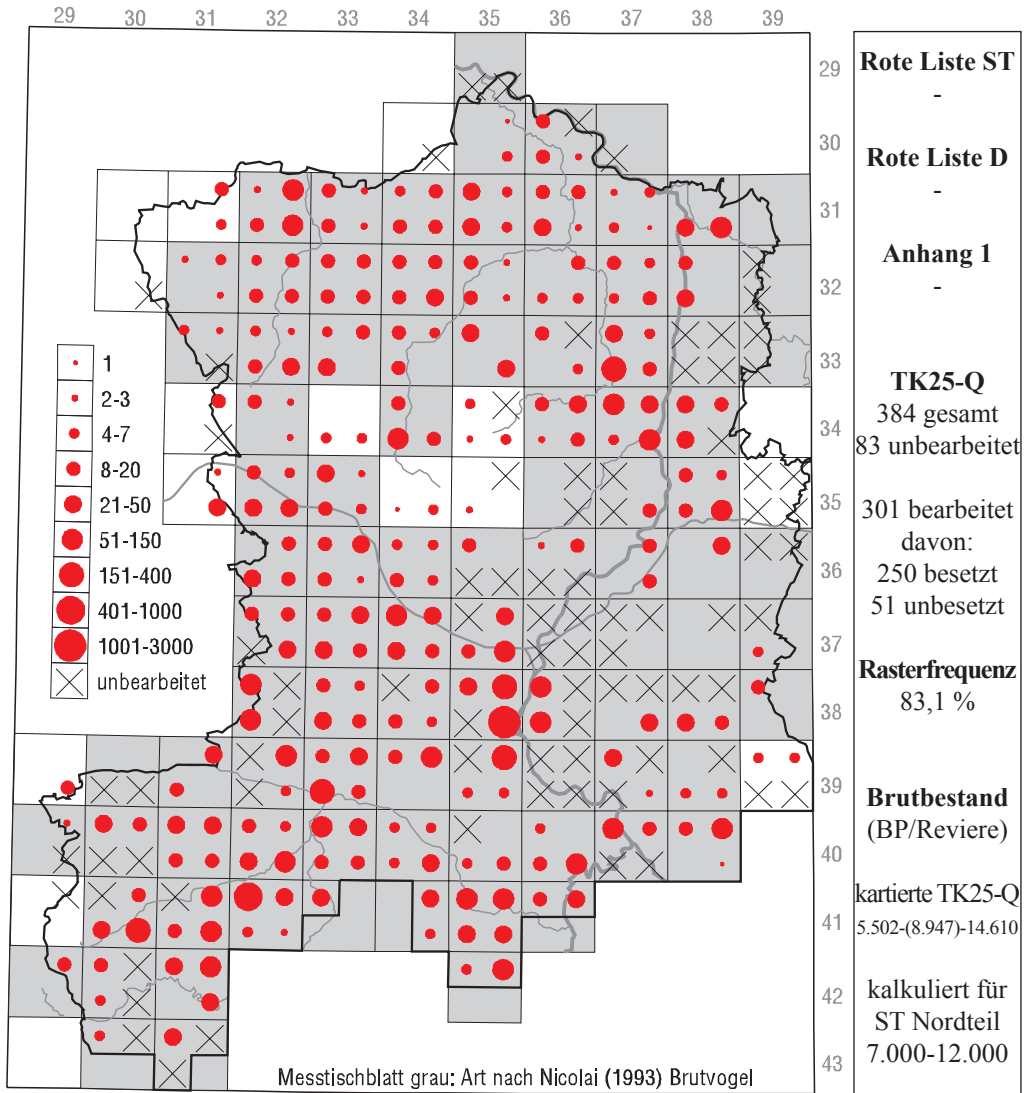 29 30 31 32 33 34 35 36 37 38 39
29
30
31
32
33
34
35
36
37
38
39
40
41
42
43
1
2-3
4-7
8-20
21-50
51-150
151-400
401-1000
1001-3000
unbearbeitet
Messtischblatt grau: Art nach Nicolai (1993) Brutvogel
Rote Liste ST
-
Rote Liste D
-
Anhang 1
-
TK25-Q
384 gesamt
83 unbearbeitet
301 bearbeitet
davon:
250 besetzt
51 unbesetzt
Rasterfrequenz
83,1 %
Brutbestand
(BP/Reviere)
kartierte TK25-Q
5.502-(8.947)-14.610
kalkuliert für
ST Nordteil
7.000-12.000